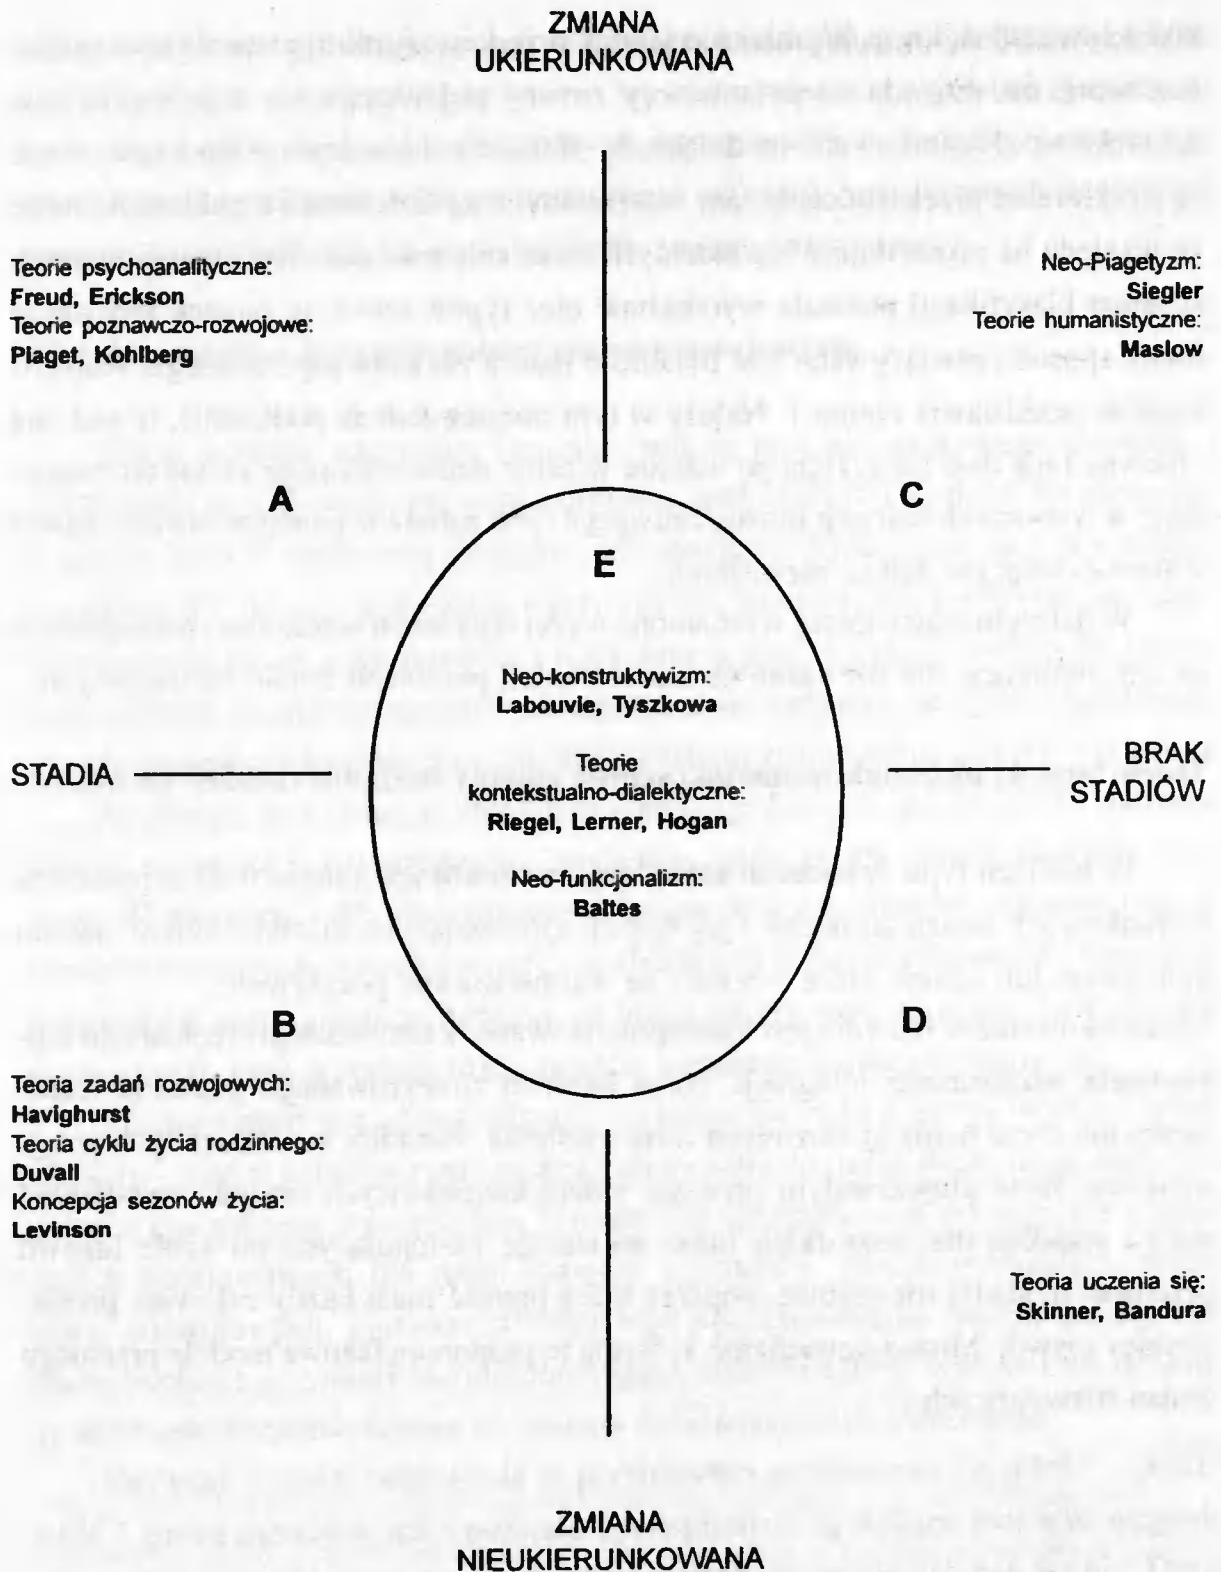 ZMIANA
UKIERUNKOWANA
Teorie psychoanalityczne:
Freud, Erickson
Teorie poznawczo-rozwojowe:
Piaget, Kohlberg
Neo-Piagetyzm:
Siegler
Teorie humanistyczne:
Maslow
A
C
E
Neo-konstruktywizm:
Labouvie, Tyszkowa
STADIA
Teorie
kontekstualno-dialektyczne:
Riegel, Lerner, Hogan
BRAK
STADIÓW
Neo-funkcjonalizm:
Baltes
B
D
Teoria zadań rozwojowych:
Havighurst
Teoria cyklu życia rodzinnego:
Duvall
Koncepcja sezonów życia:
Levinson
Teoria uczenia się:
Skinner, Bandura
ZMIANA
NIEUKIERUNKOWANA